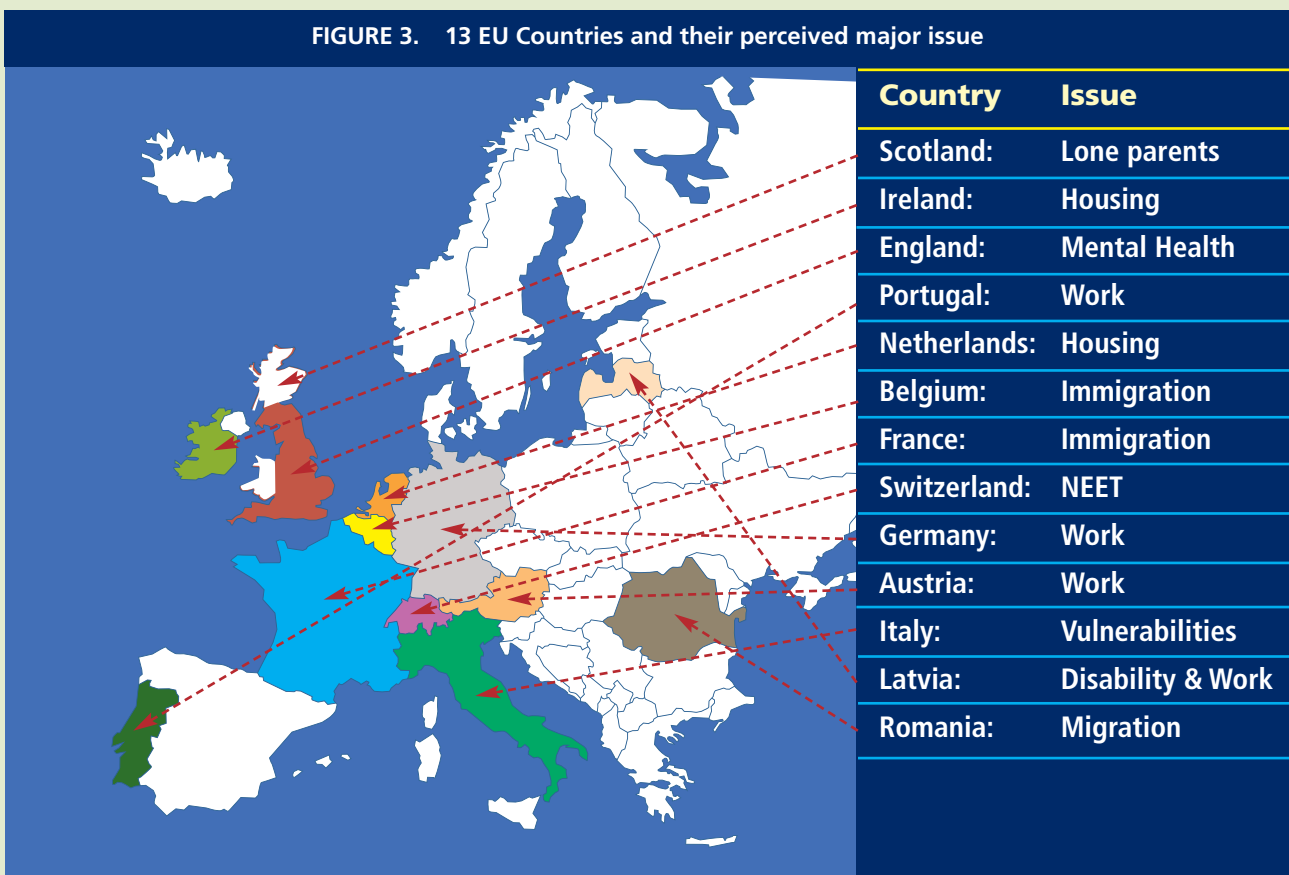 FIGURE 3. 13 EU Countries and their perceived major issue
Country Issue
Scotland: Lone parents
Ireland: Housing
England: Mental Health
Portugal: Work
Netherlands: Housing
Belgium: Immigration
France: Immigration
Switzerland: NEET
Germany: Work
Austria: Work
Italy: Vulnerabilities
Latvia: Disability & Work
Romania: Migration